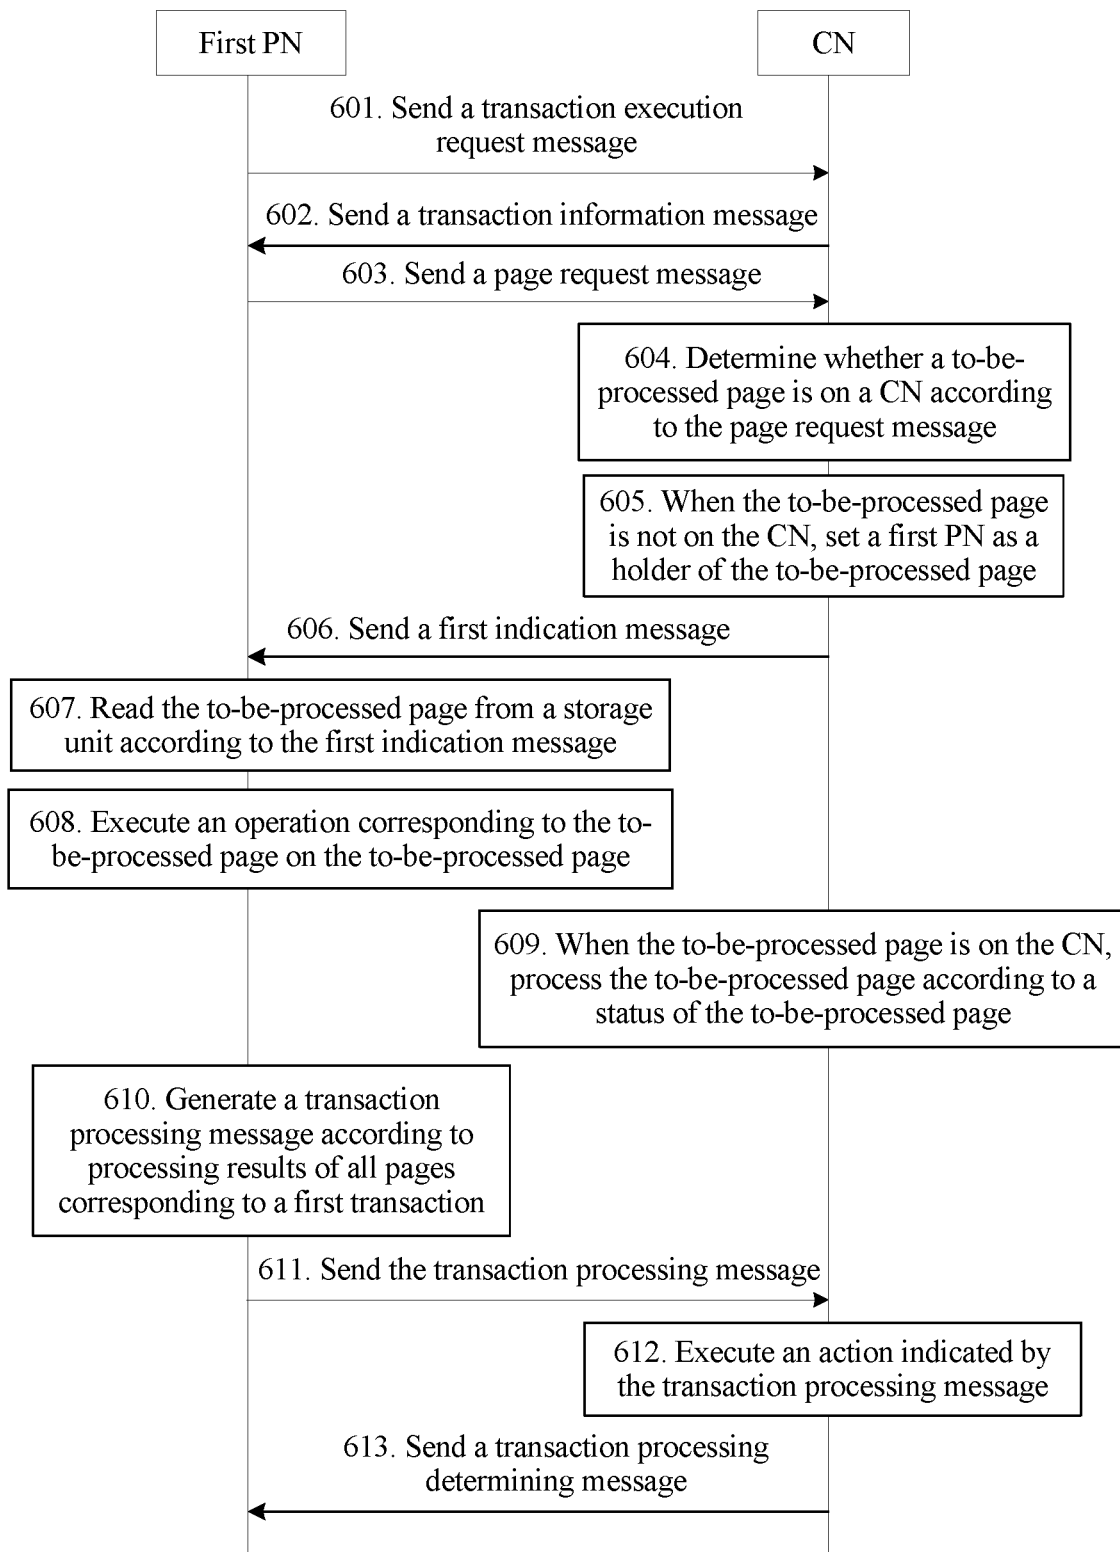 First PN
CN
601. Send a transaction execution
request message
602. Send a transaction information message
603. Send a page request message
604. Determine whether a to-be-
processed page is on a CN according
to the page request message
605. When the to-be-processed page
is not on the CN, set a first PN as a
holder of the to-be-processed page
606. Send a first indication message
607. Read the to-be-processed page from a storage
unit according to the first indication message
608. Execute an operation corresponding to the to-
be-processed page on the to-be-processed page
609. When the to-be-processed page is on the CN,
process the to-be-processed page according to a
status of the to-be-processed page
610. Generate a transaction
processing message according to
processing results of all pages
corresponding to a first transaction
611. Send the transaction processing message
612. Execute an action indicated by
the transaction processing message
613. Send a transaction processing
determining message